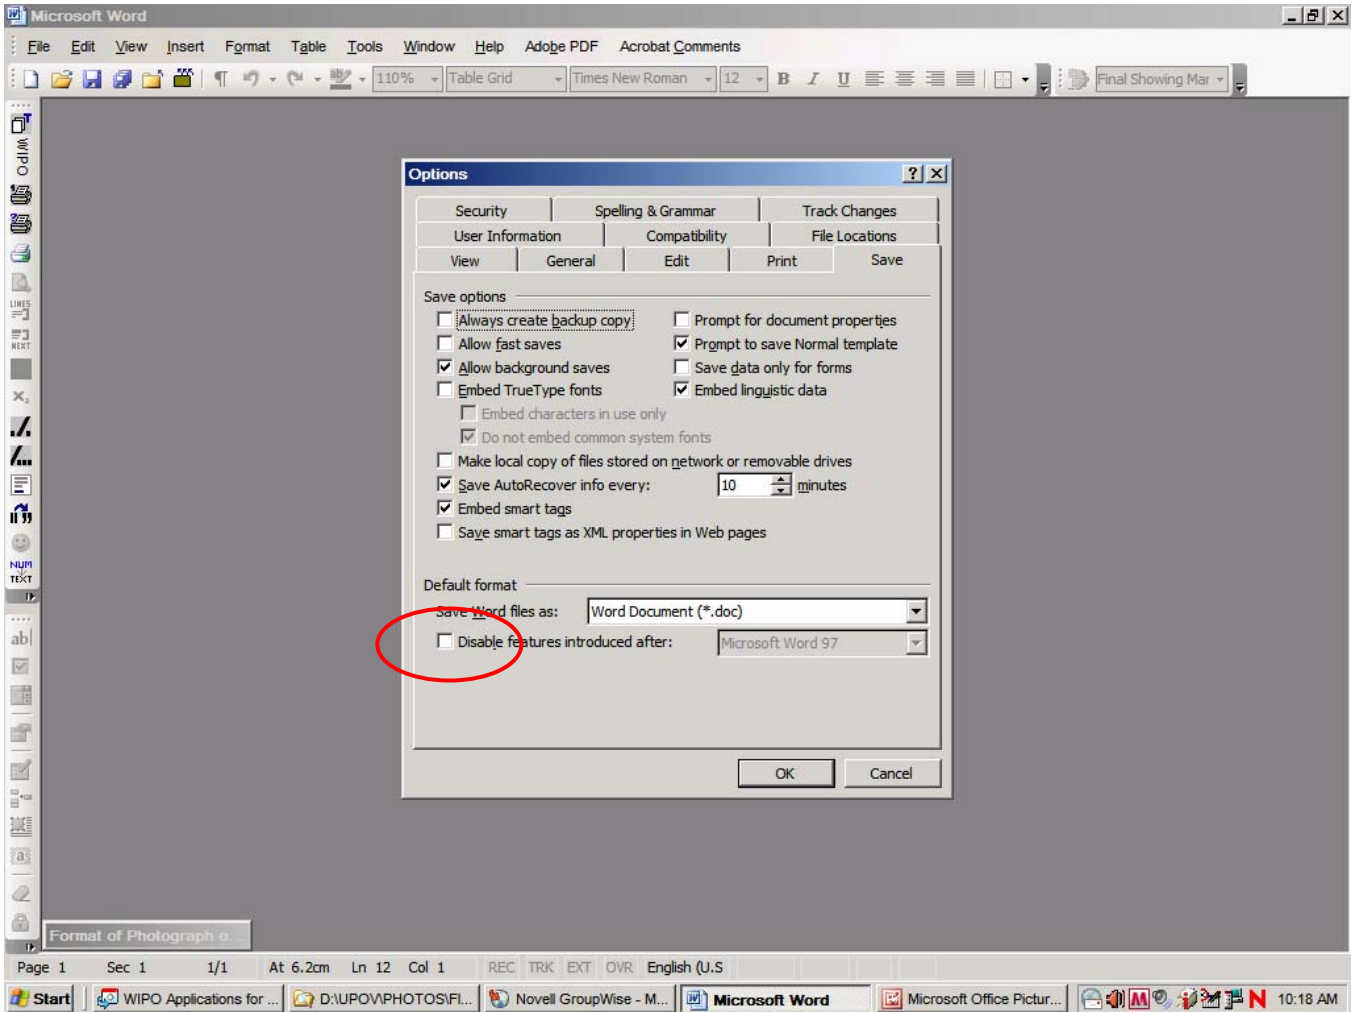 Microsoft Word
File Edit View Insert Format Table Tools Window Help Adobe PDF Acrobat Comments
110% Table Grid Times New Roman 12 B I U Final Showing Mar
WIPO
LINES
NEXT
NUM
TEXT
ab|
a
Options
Security Spelling & Grammar Track Changes
User Information Compatibility File Locations
View General Edit Print Save
Save options
Always create backup copy Prompt for document properties
Allow fast saves Prompt to save Normal template
Allow background saves Save data only for forms
Embed TrueType fonts Embed linguistic data
Embed characters in use only
Do not embed common system fonts
Make local copy of files stored on network or removable drives
Save AutoRecover info every: 10 minutes
Embed smart tags
Save smart tags as XML properties in Web pages
Default format
Save Word files as: Word Document (*.doc)
Disable features introduced after: Microsoft Word 97
OK Cancel
Format of Photograph o...
Page 1 Sec 1 1/1 At 6.2cm Ln 12 Col 1 REC TRK EXT OVR English (U.S
Start WIPO Applications for ... D:\UPOV\PHOTOS\FI... Novell GroupWise - M... Microsoft Word Microsoft Office Pictur... M N 10:18 AM